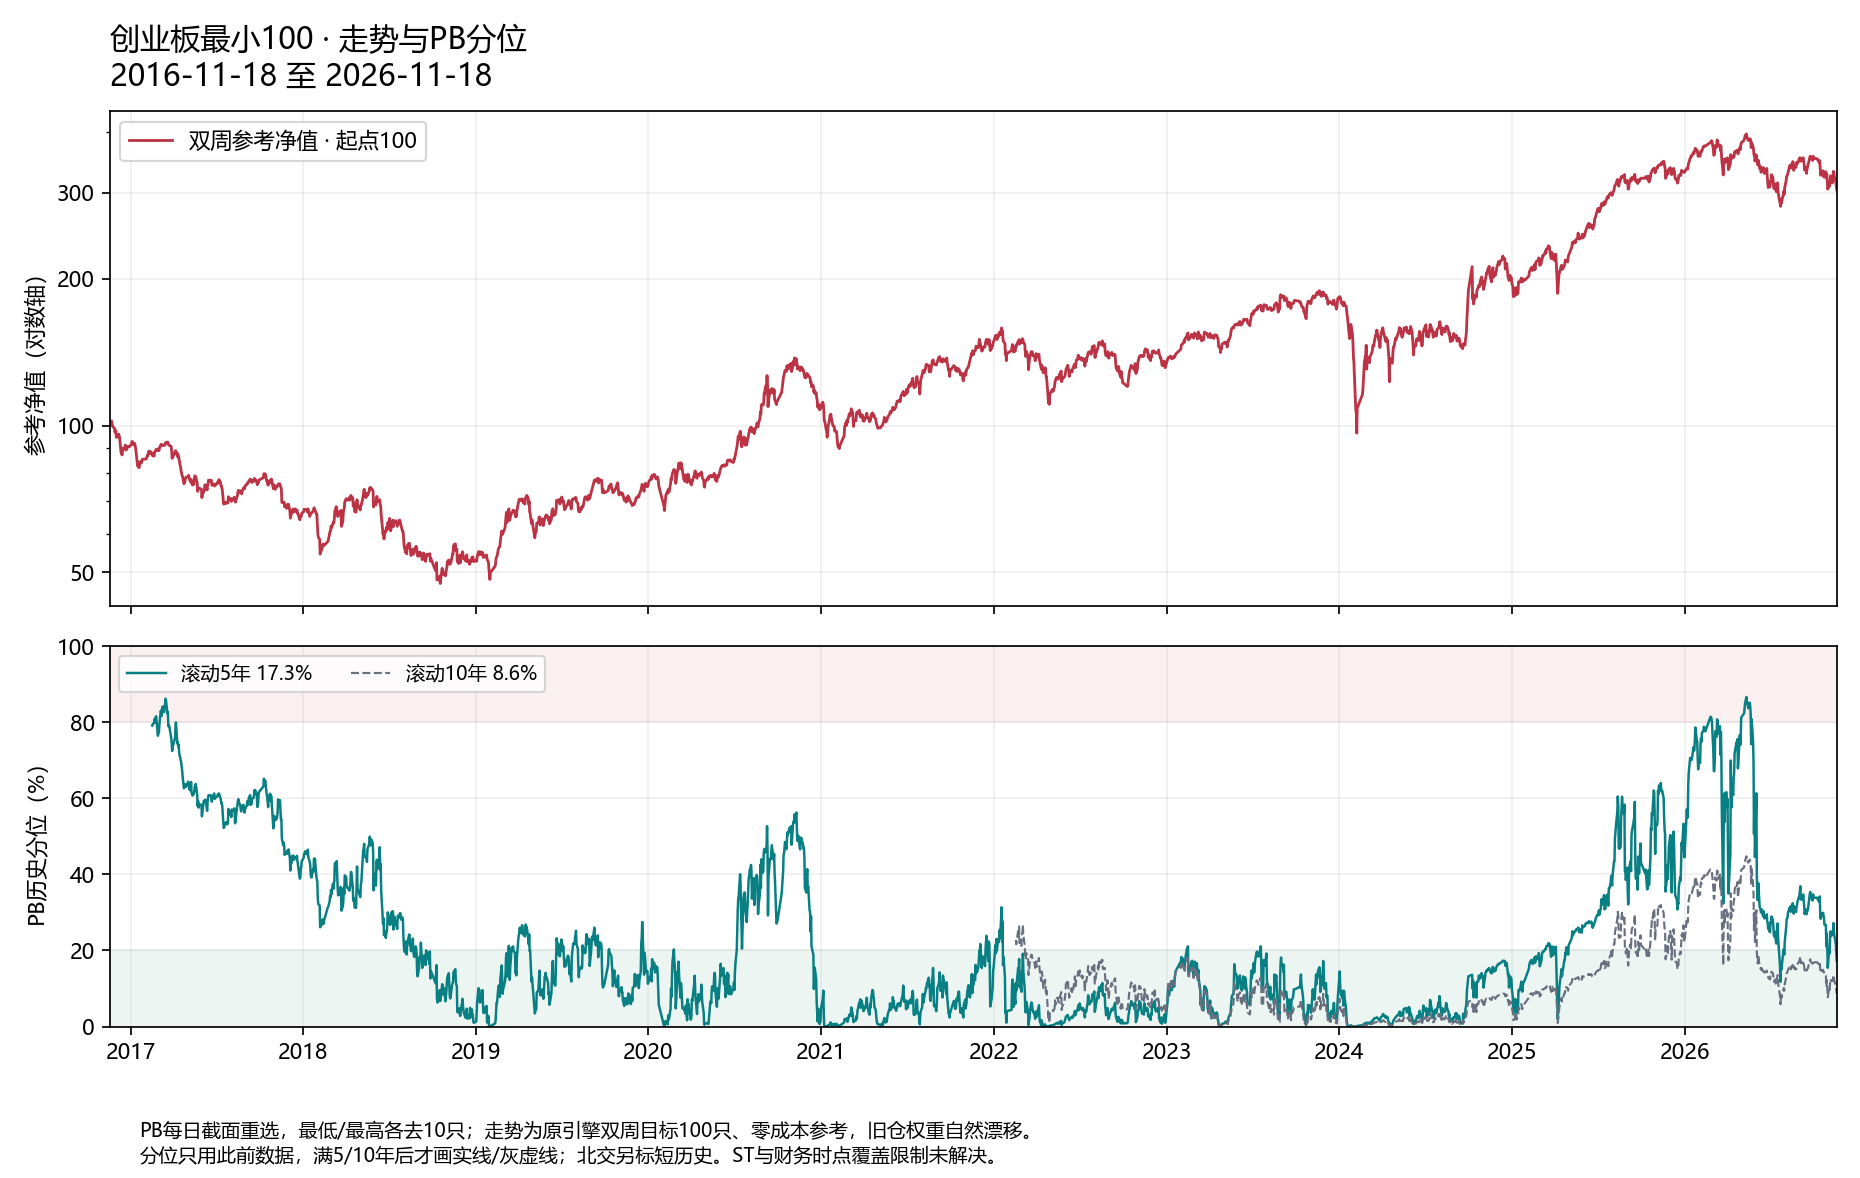 创业板最小100 · 走势与PB分位
2016-11-18 至 2026-11-18
双周参考净值 · 起点100
参考净值（对数轴）
300
200
100
50
滚动5年 17.3%
滚动10年 8.6%
PB历史分位（%）
100
80
60
40
20
0
2017 2018 2019 2020 2021 2022 2023 2024 2025 2026
PB每日截面重选，最低/最高各去10只；走势为原引擎双周目标100只、零成本参考，旧仓权重自然漂移。
分位只用此前数据，满5/10年后才画实线/灰虚线；北交另标短历史。ST与财务时点覆盖限制未解决。